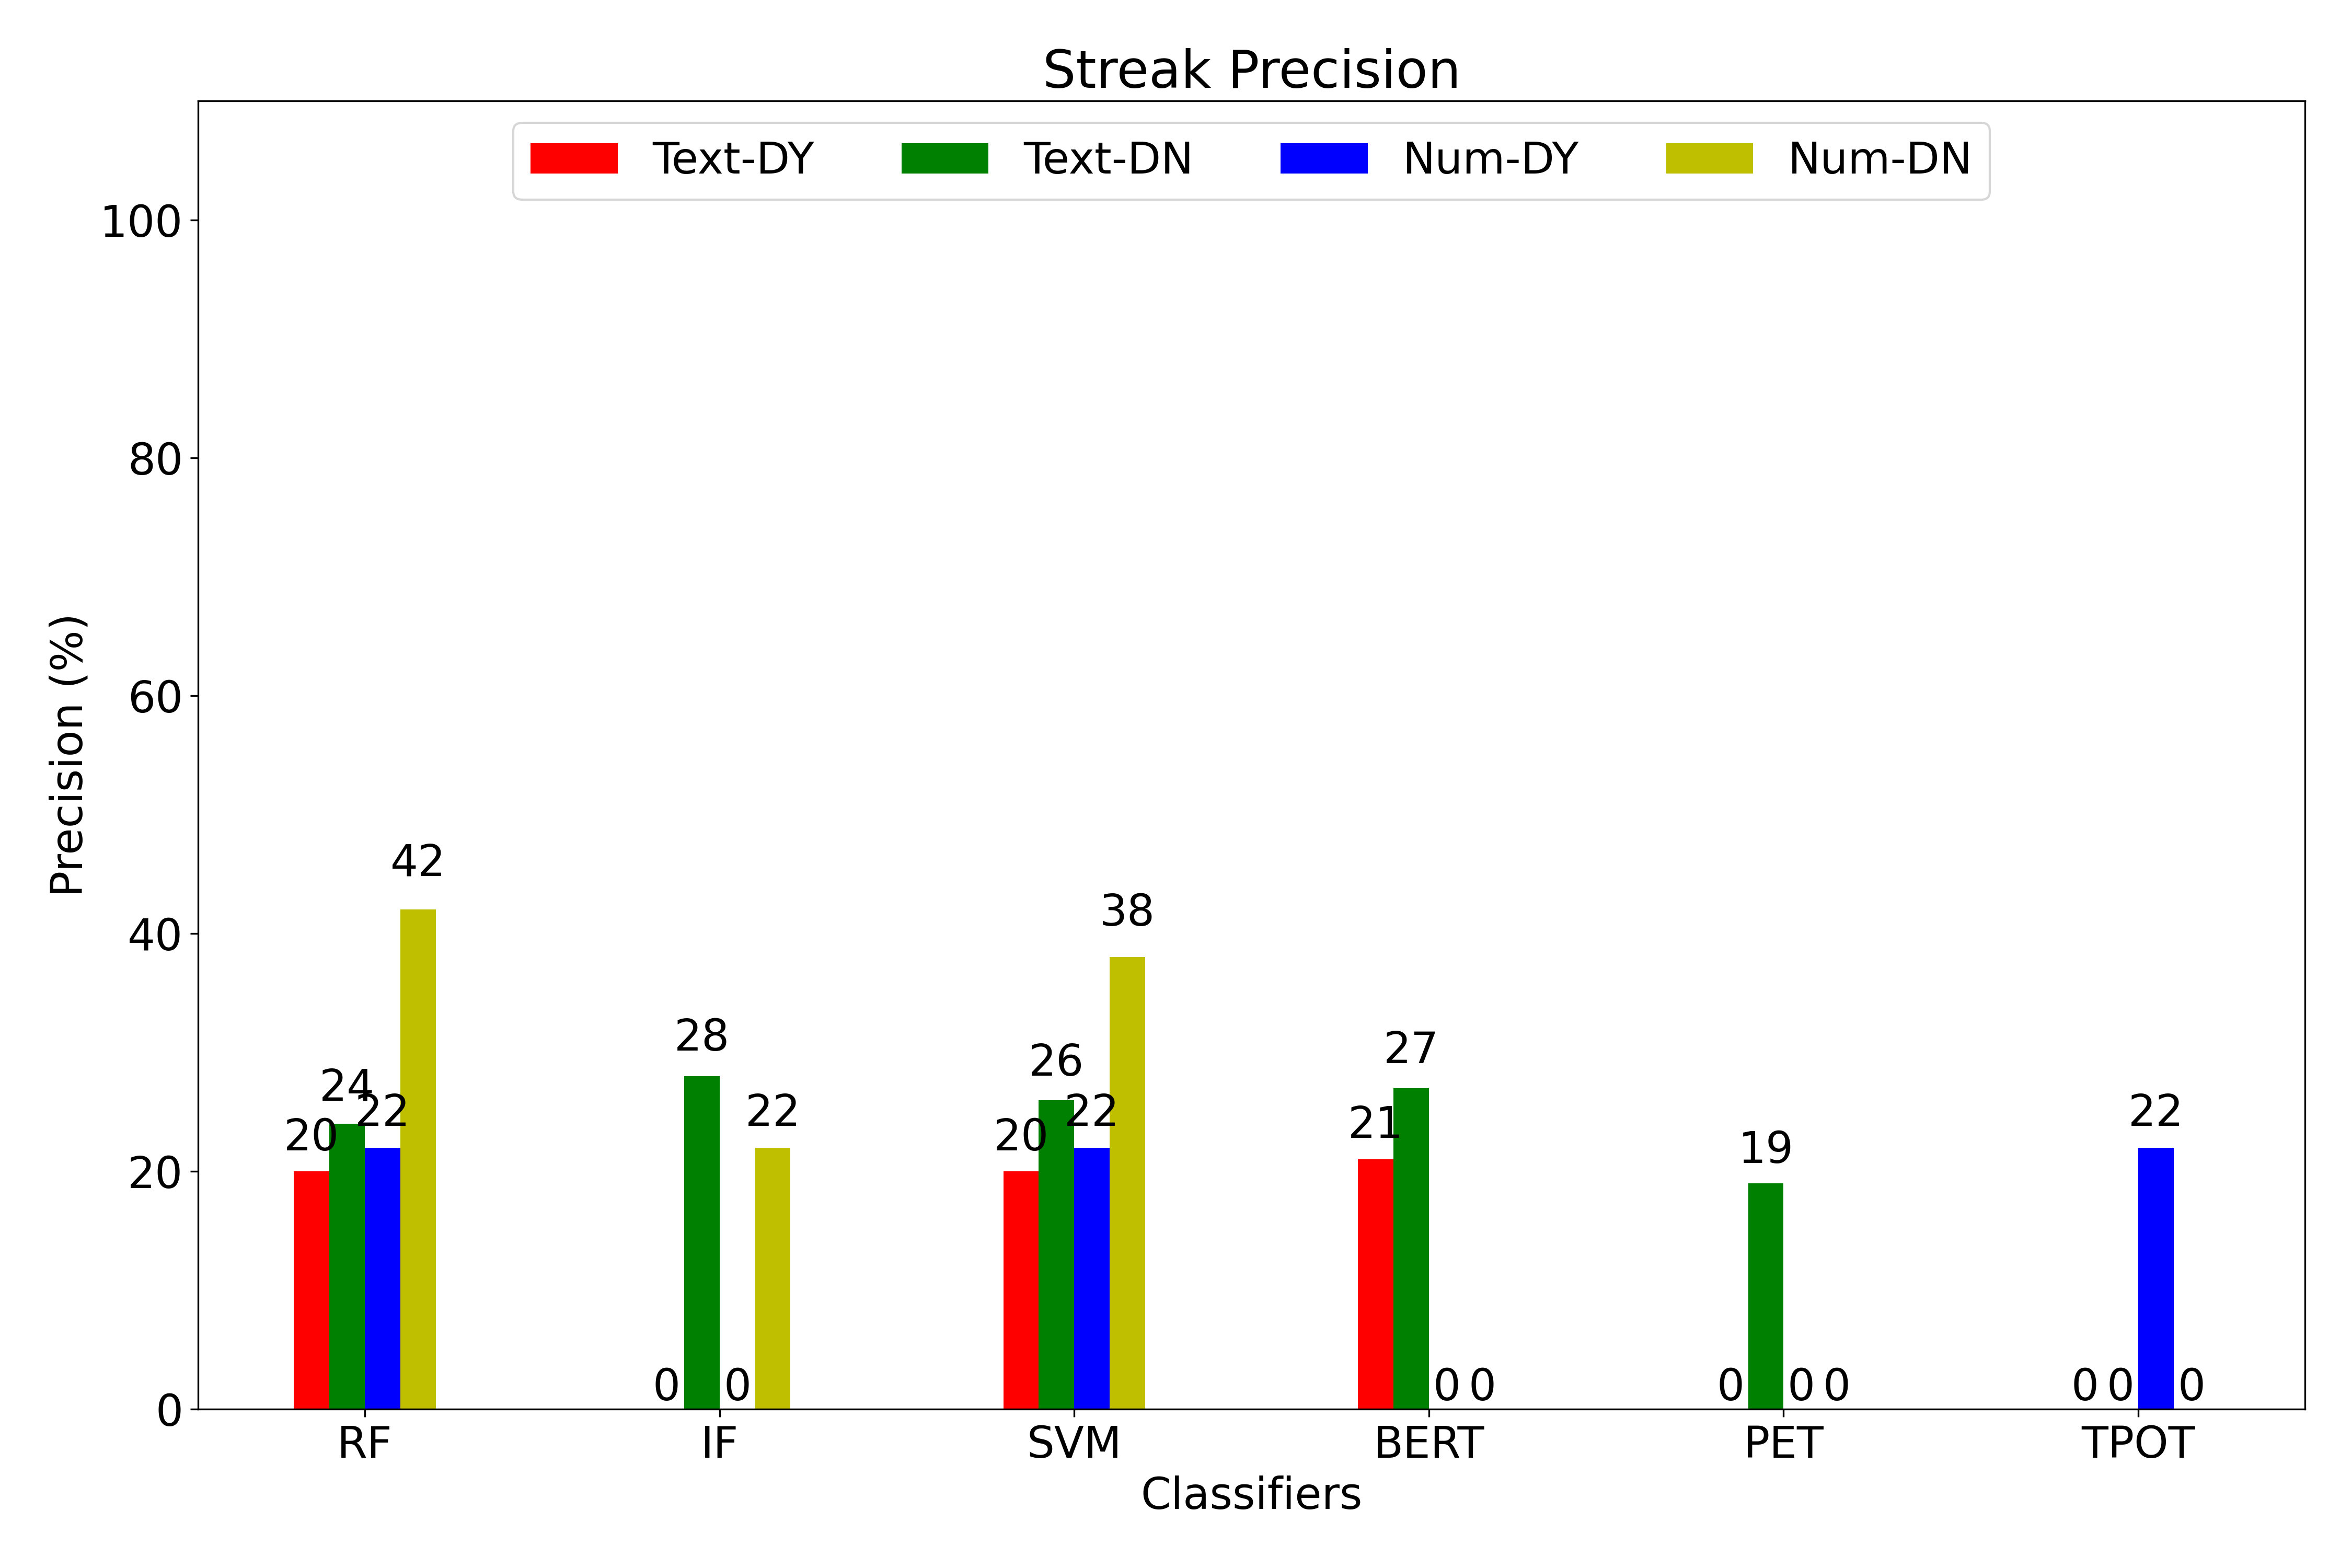 Streak Precision
Text-DY Text-DN Num-DY Num-DN
Precision (%)
100
80
60
40
20
0
20 24 22 42
0 28 0 22
20 26 22 38
21 27 0 0
0 19 0 0
0 0 22 0
RF IF SVM BERT PET TPOT
Classifiers